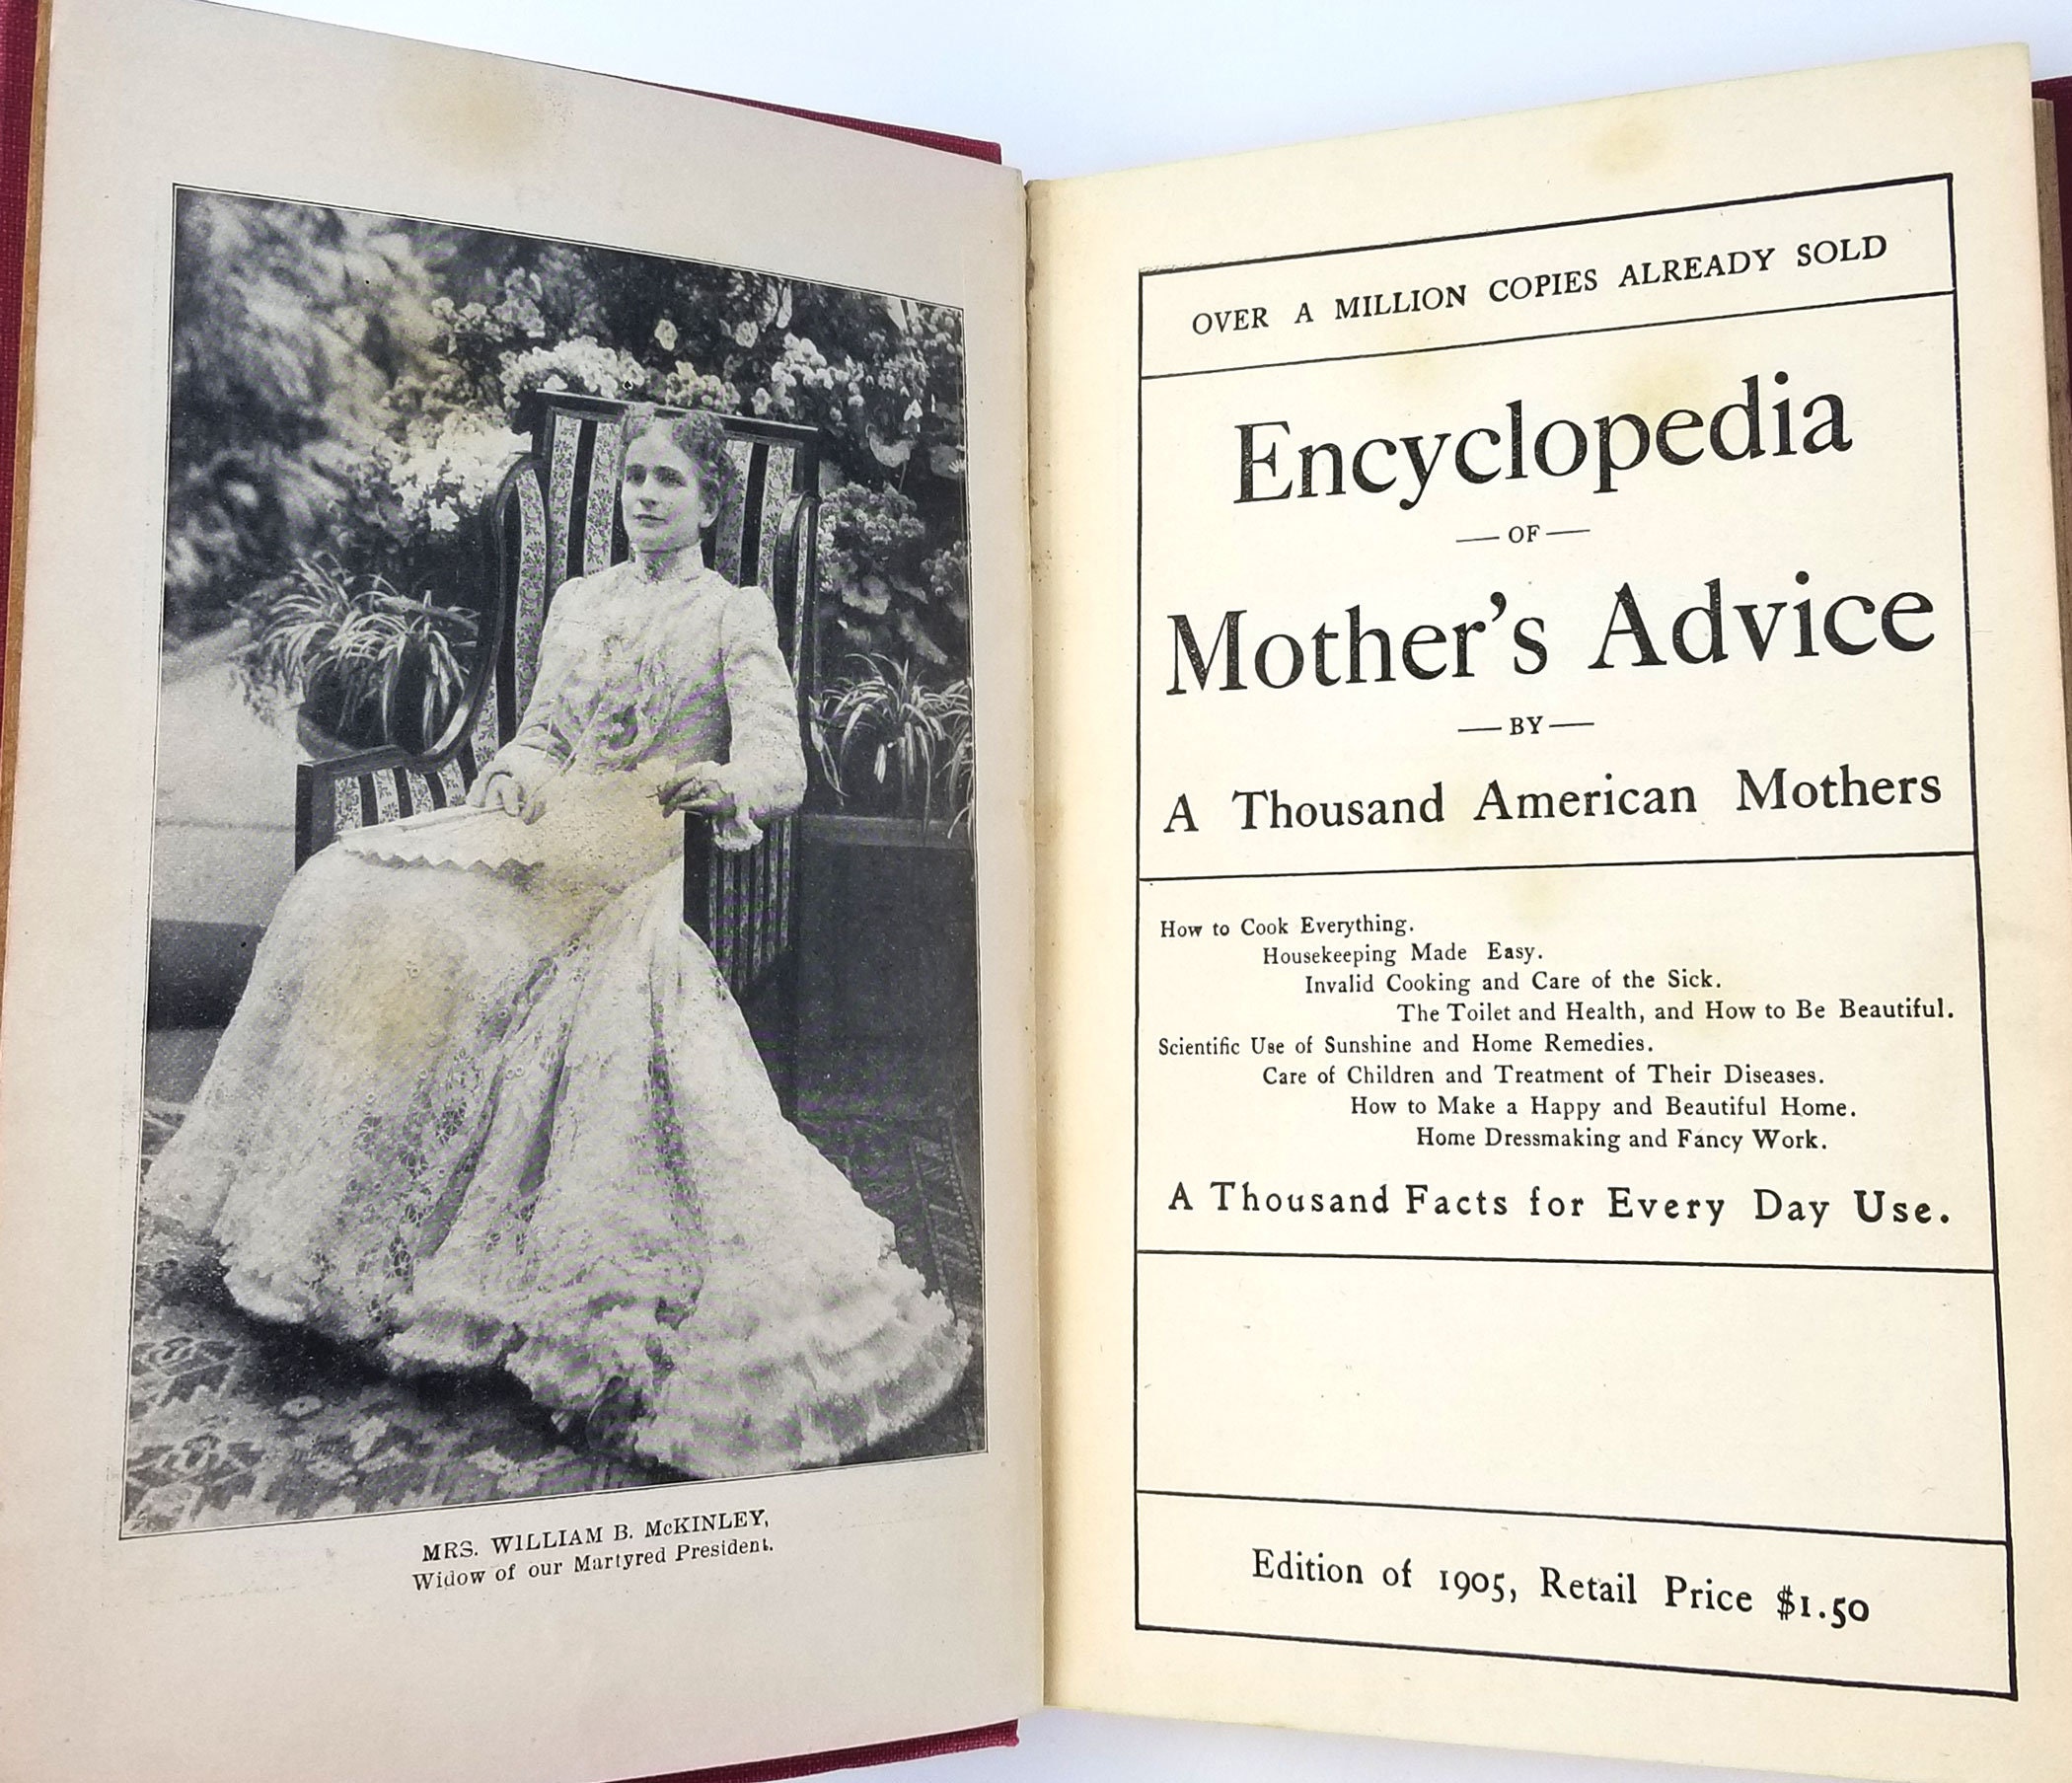 MRS. WILLIAM B. McKINLEY,
Widow of our Martyred President.
OVER A MILLION COPIES ALREADY SOLD
Encyclopedia
— OF —
Mother's Advice
— BY —
A Thousand American Mothers
How to Cook Everything.
Housekeeping Made Easy.
Invalid Cooking and Care of the Sick.
The Toilet and Health, and How to Be Beautiful.
Scientific Use of Sunshine and Home Remedies.
Care of Children and Treatment of Their Diseases.
How to Make a Happy and Beautiful Home.
Home Dressmaking and Fancy Work.
A Thousand Facts for Every Day Use.
Edition of 1905, Retail Price $1.50